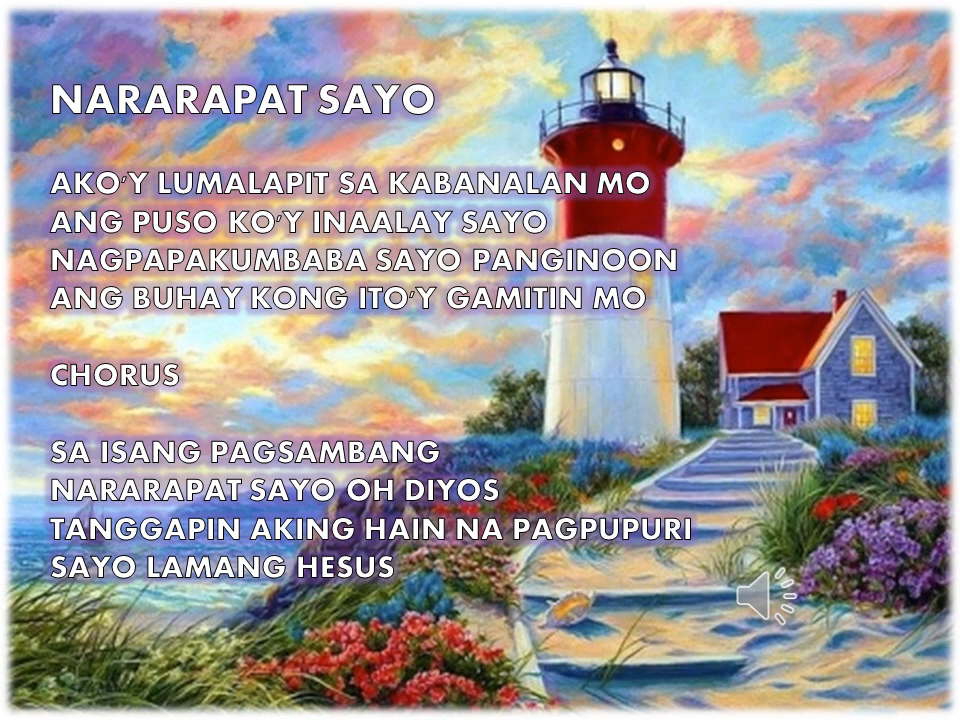 NARARAPAT SAYO
AKO'Y LUMALAPIT SA KABANALAN MO
ANG PUSO KO'Y INAALAY SAYO
NAGPAPAKUMBABA SAYO PANGINOON
ANG BUHAY KONG ITO'Y GAMITIN MO
CHORUS
SA ISANG PAGSAMBANG
NARARAPAT SAYO OH DIYOS
TANGGAPIN AKING HAIN NA PAGPUPURI
SAYO LAMANG HESUS